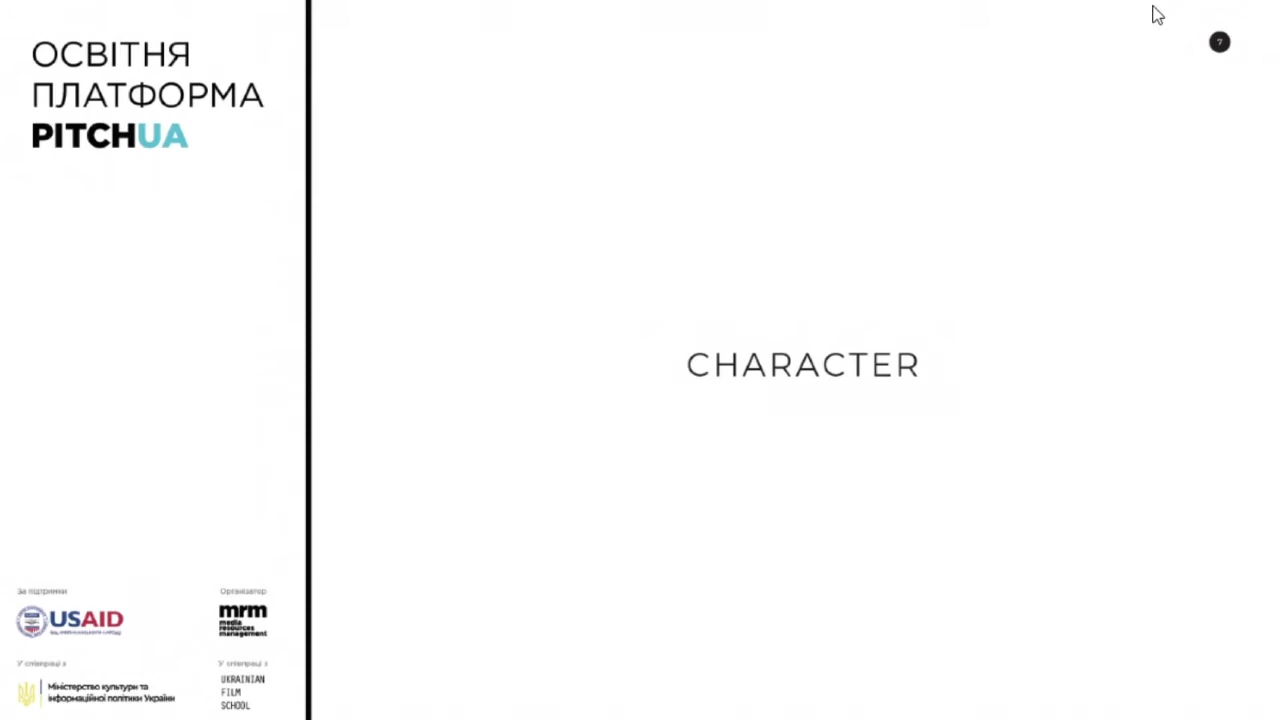 ОСВІТНЯ
ПЛАТФОРМА
PITCHUA
7
CHARACTER
За підтримки
USAID
Організатор
mrm
media
resources
management
У співпраці з
Міністерство культури та
інформаційної політики України
У співпраці з
UKRAINIAN
FILM
SCHOOL